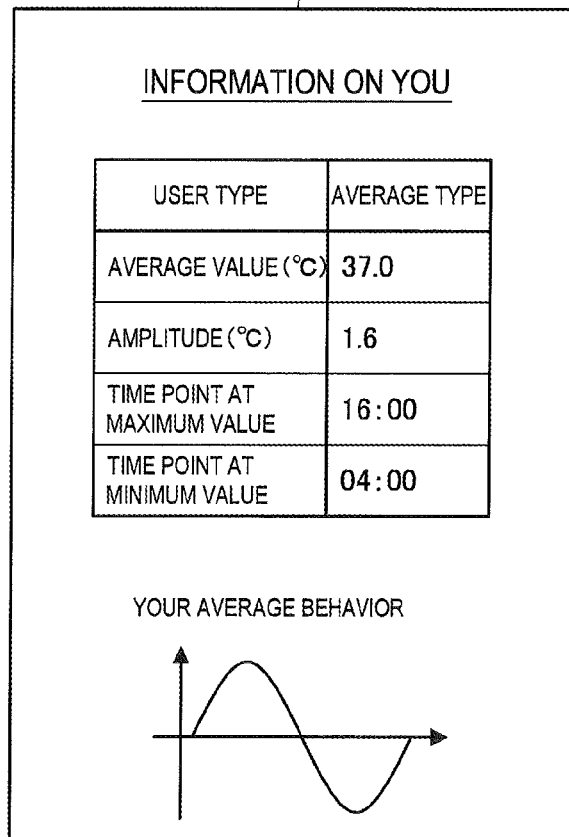 INFORMATION ON YOU
USER TYPE AVERAGE TYPE
AVERAGE VALUE (°C) 37.0
AMPLITUDE (°C) 1.6
TIME POINT AT
MAXIMUM VALUE 16:00
TIME POINT AT
MINIMUM VALUE 04:00
YOUR AVERAGE BEHAVIOR